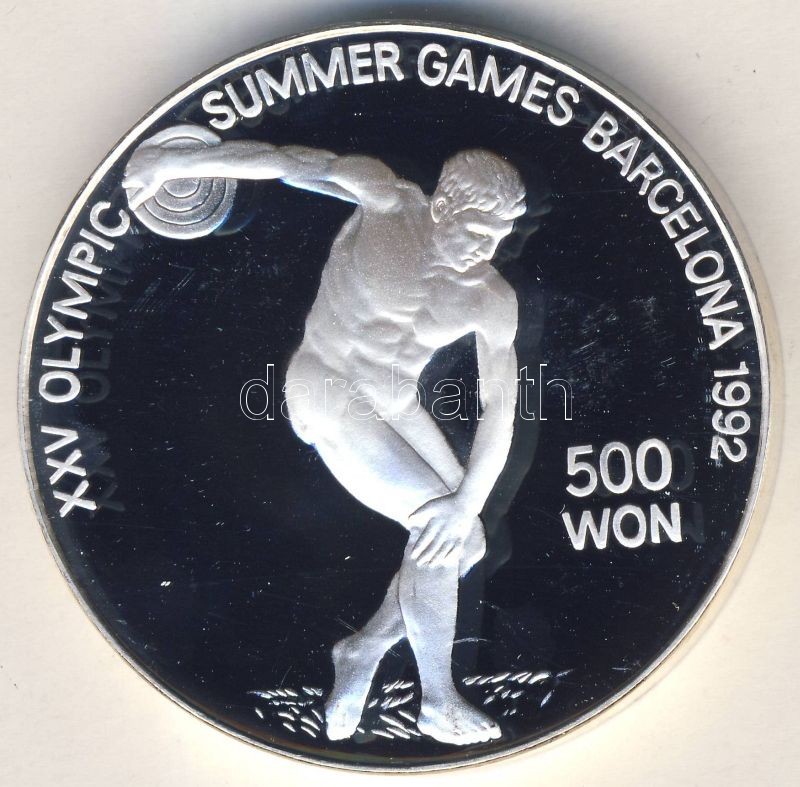 XXV OLYMPIC SUMMER GAMES BARCELONA 1992
500
WON
darabanth